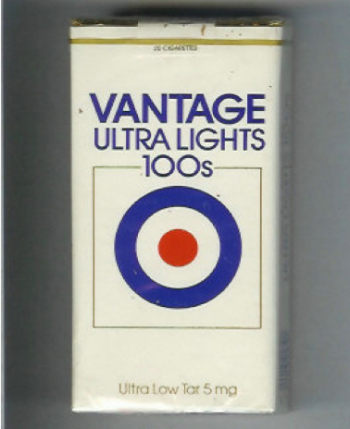 20 CIGARETTES
VANTAGE
ULTRA LIGHTS
100s
Ultra Low Tar 5 mg